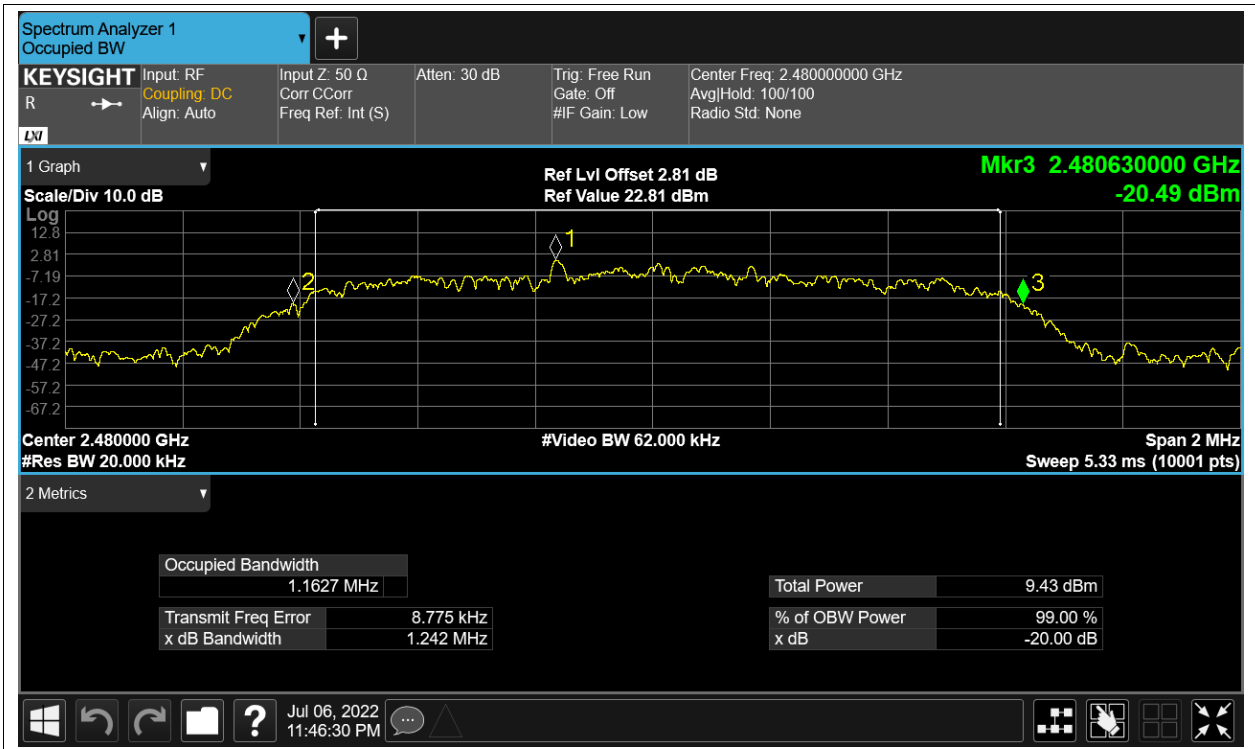 Spectrum Analyzer 1
Occupied BW
KEYSIGHT
R
LXI
Input: RF
Coupling: DC
Align: Auto
Input Z: 50 Ω
Corr CCorr
Freq Ref: Int (S)
Atten: 30 dB
Trig: Free Run
Gate: Off
#IF Gain: Low
Center Freq: 2.480000000 GHz
Avg|Hold: 100/100
Radio Std: None
1 Graph
Scale/Div 10.0 dB
Ref Lvl Offset 2.81 dB
Ref Value 22.81 dBm
Mkr3 2.480630000 GHz
-20.49 dBm
Log
12.8
2.81
-7.19
-17.2
-27.2
-37.2
-47.2
-57.2
-67.2
1
2
3
Center 2.480000 GHz
#Video BW 62.000 kHz
Span 2 MHz
#Res BW 20.000 kHz
Sweep 5.33 ms (10001 pts)
2 Metrics
Occupied Bandwidth
1.1627 MHz
Total Power 9.43 dBm
Transmit Freq Error 8.775 kHz
% of OBW Power 99.00 %
x dB Bandwidth 1.242 MHz
x dB -20.00 dB
?
Jul 06, 2022
11:46:30 PM